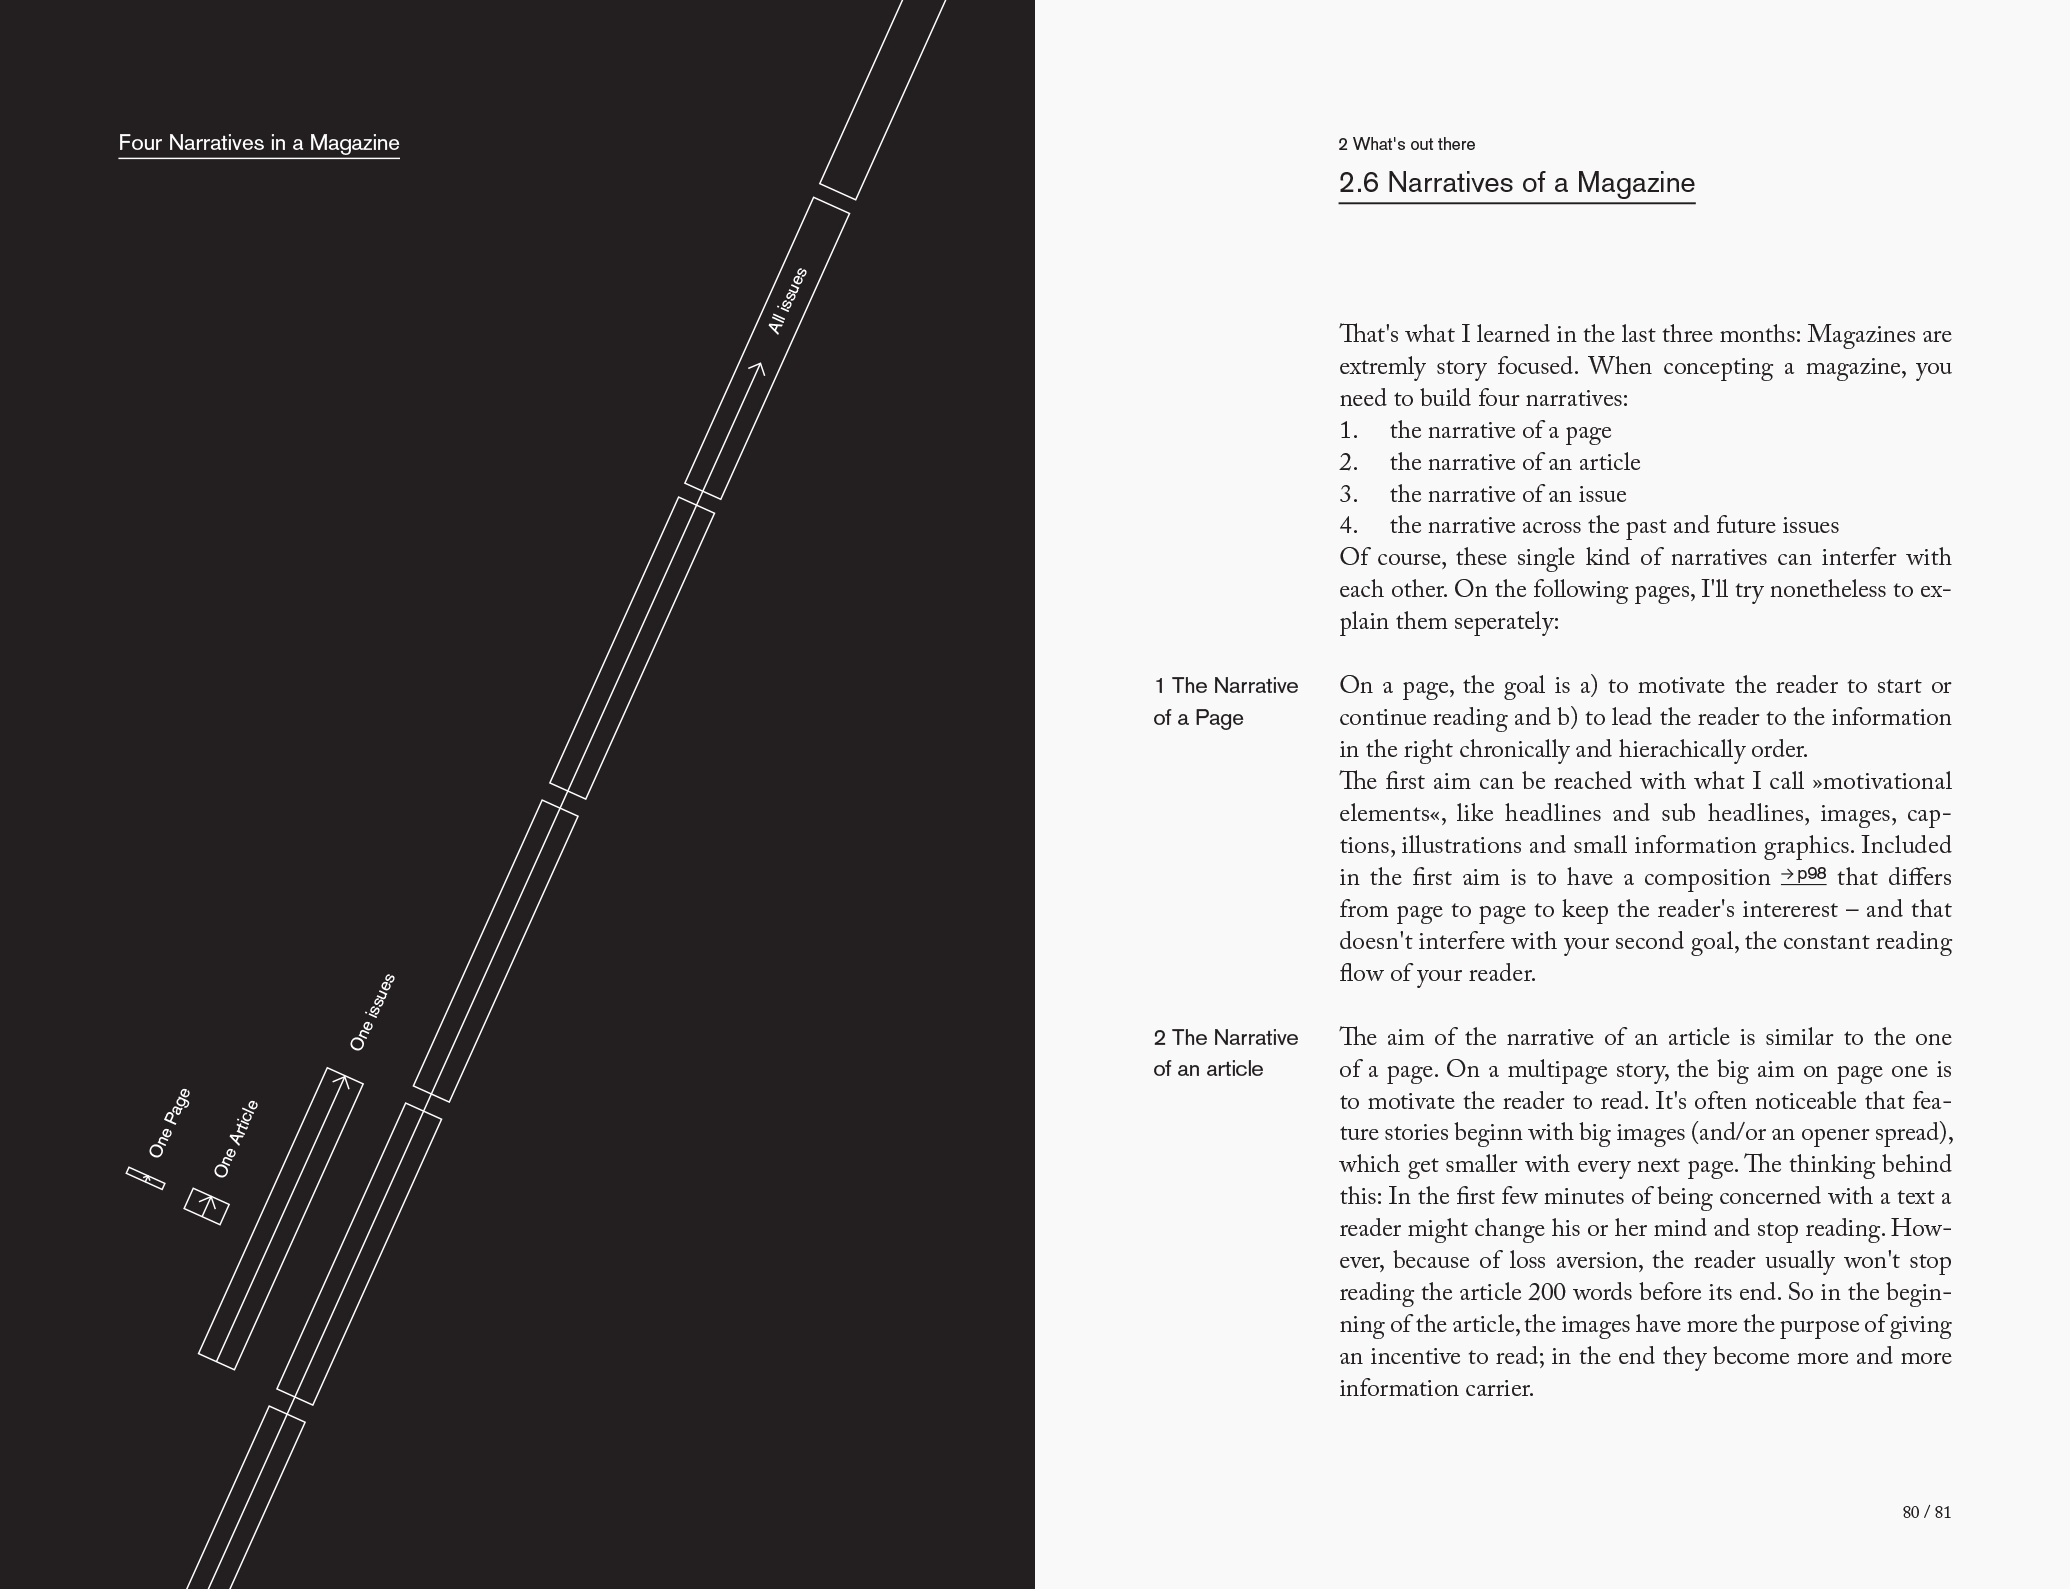 Four Narratives in a Magazine
All issues
One issues
One Page
One Article
2 What's out there
2.6 Narratives of a Magazine
That's what I learned in the last three months: Magazines are
extremly story focused. When concepting a magazine, you
need to build four narratives:
1. the narrative of a page
2. the narrative of an article
3. the narrative of an issue
4. the narrative across the past and future issues
Of course, these single kind of narratives can interfer with
each other. On the following pages, I'll try nonetheless to ex-
plain them seperately:
1 The Narrative
of a Page
On a page, the goal is a) to motivate the reader to start or
continue reading and b) to lead the reader to the information
in the right chronically and hierachically order.
The first aim can be reached with what I call »motivational
elements«, like headlines and sub headlines, images, cap-
tions, illustrations and small information graphics. Included
in the first aim is to have a composition → p98 that differs
from page to page to keep the reader's intererest – and that
doesn't interfere with your second goal, the constant reading
flow of your reader.
2 The Narrative
of an article
The aim of the narrative of an article is similar to the one
of a page. On a multipage story, the big aim on page one is
to motivate the reader to read. It's often noticeable that fea-
ture stories beginn with big images (and/or an opener spread),
which get smaller with every next page. The thinking behind
this: In the first few minutes of being concerned with a text a
reader might change his or her mind and stop reading. How-
ever, because of loss aversion, the reader usually won't stop
reading the article 200 words before its end. So in the begin-
ning of the article, the images have more the purpose of giving
an incentive to read; in the end they become more and more
information carrier.
80 / 81